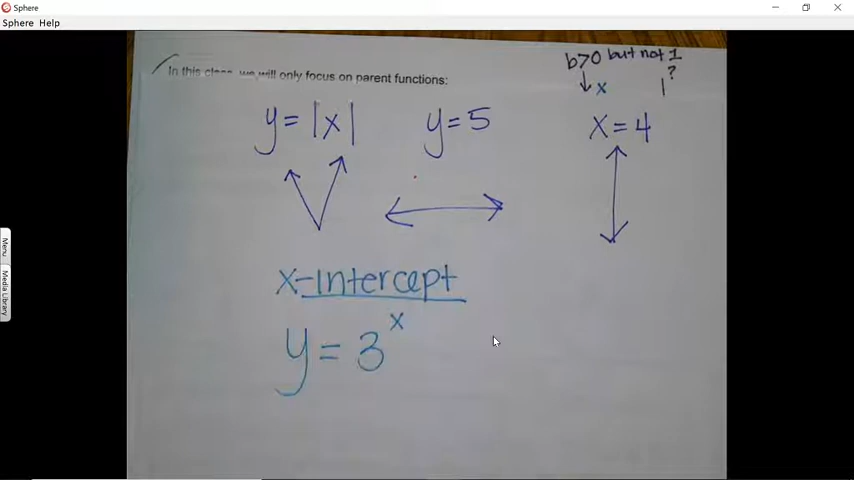 Sphere
Sphere Help
In this class, we will only focus on parent functions:
b>0 but not 1
?
x
1
y = |x|
y = 5
x = 4
x-intercept
y = 3^x
Menu
Media Library